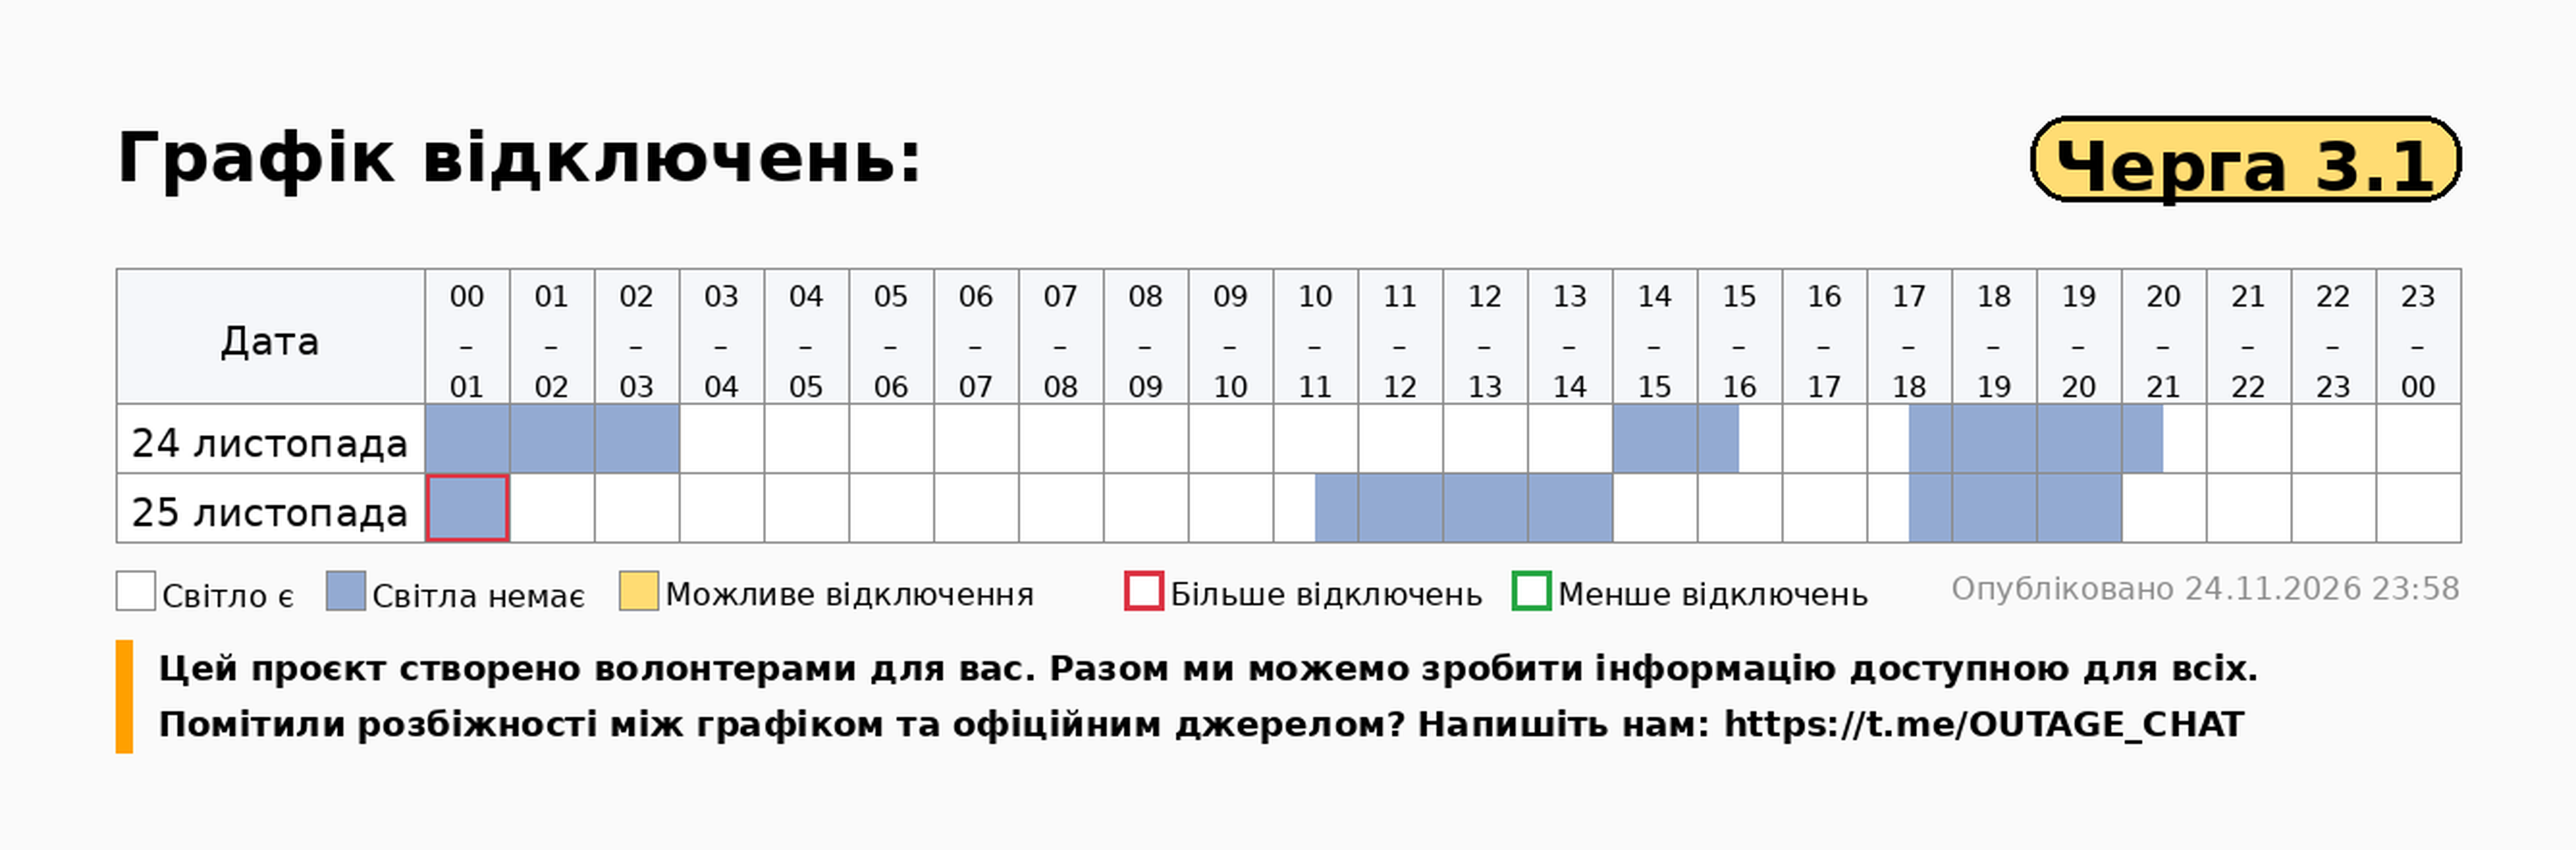 Графік відключень:
Черга 3.1
Дата
00 – 01
01 – 02
02 – 03
03 – 04
04 – 05
05 – 06
06 – 07
07 – 08
08 – 09
09 – 10
10 – 11
11 – 12
12 – 13
13 – 14
14 – 15
15 – 16
16 – 17
17 – 18
18 – 19
19 – 20
20 – 21
21 – 22
22 – 23
23 – 00
24 листопада
25 листопада
Світло є
Світла немає
Можливе відключення
Більше відключень
Менше відключень
Опубліковано 24.11.2026 23:58
Цей проєкт створено волонтерами для вас. Разом ми можемо зробити інформацію доступною для всіх.
Помітили розбіжності між графіком та офіційним джерелом? Напишіть нам: https://t.me/OUTAGE_CHAT